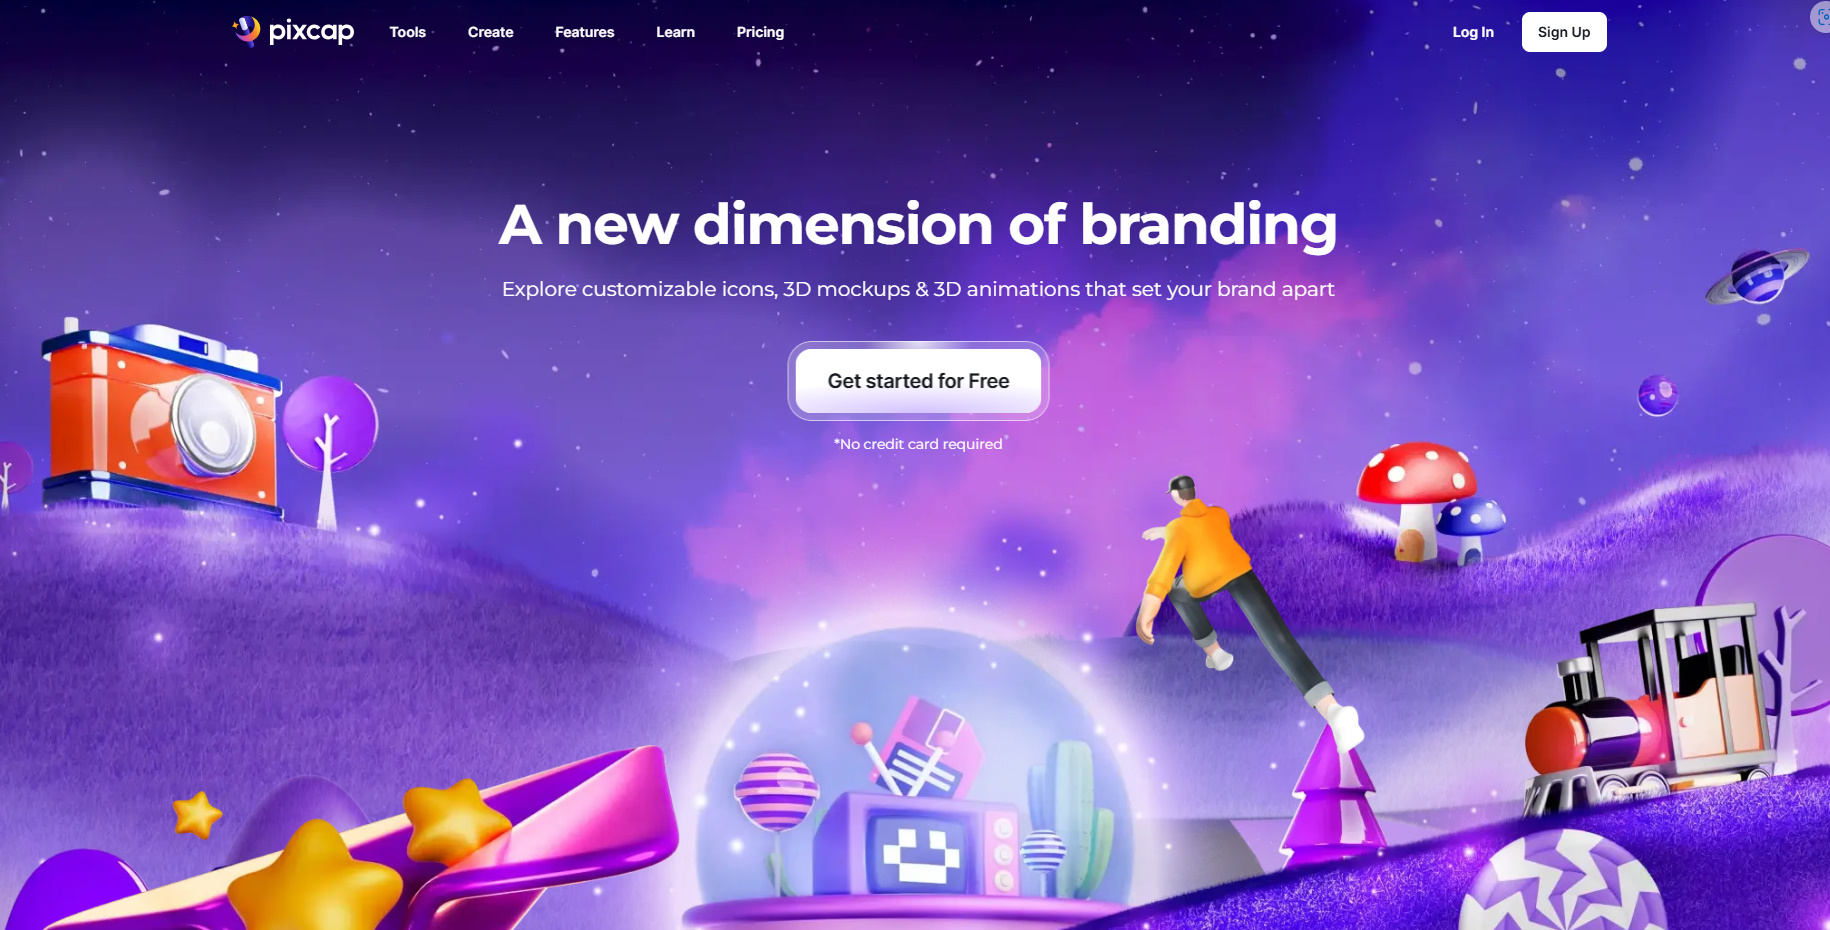 pixcap Tools Create Features Learn Pricing Log In Sign Up
A new dimension of branding
Explore customizable icons, 3D mockups & 3D animations that set your brand apart
Get started for Free
*No credit card required